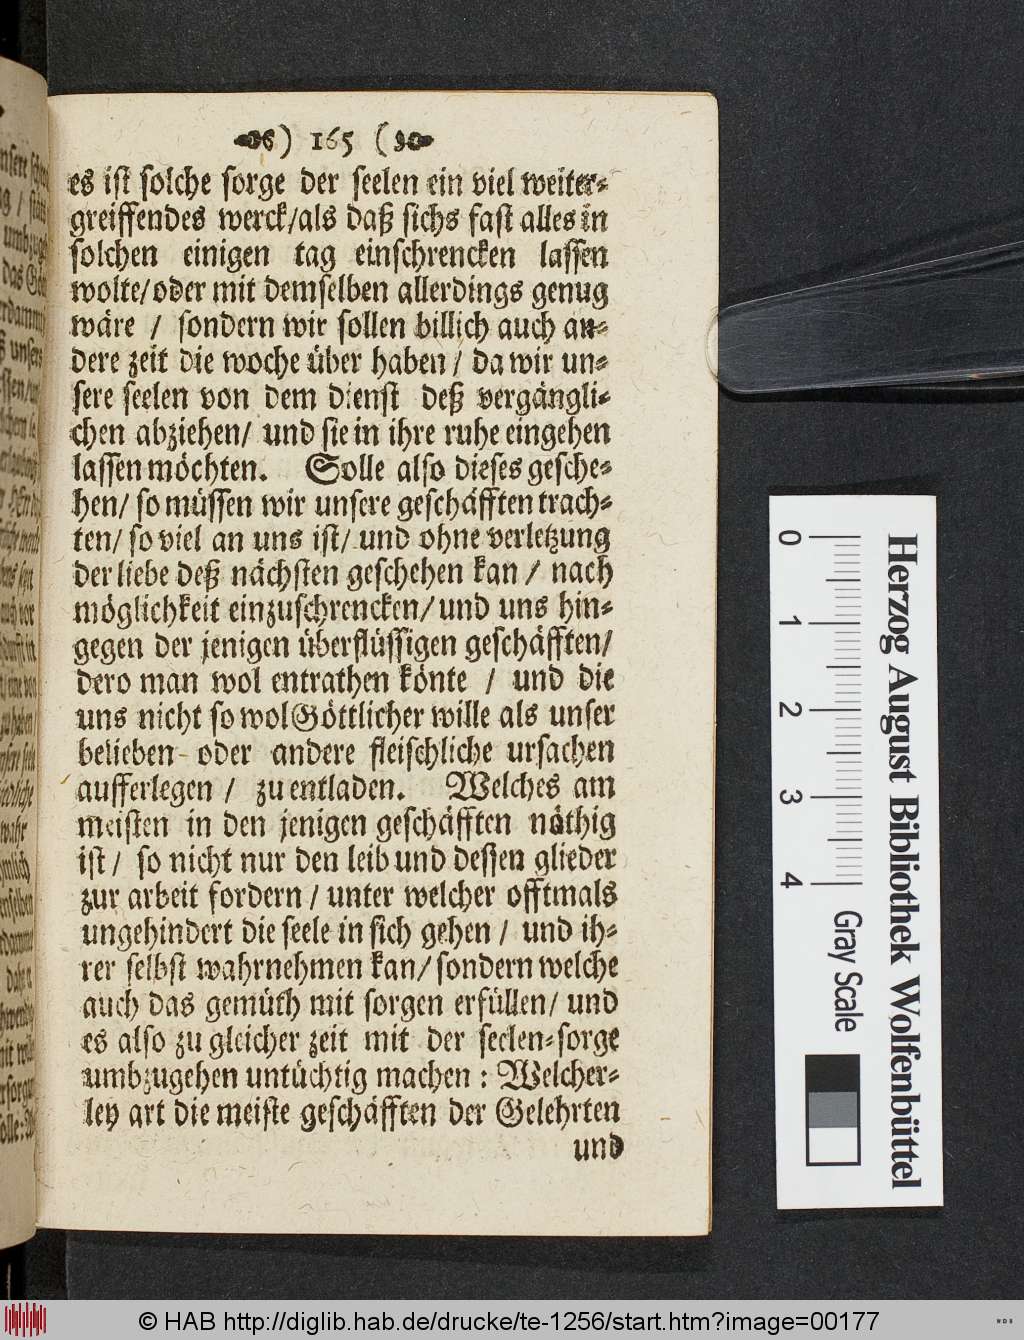 ) 165 (
es ist solche sorge der seelen ein viel weiter-
greiffendes werck/als daß sichs fast alles in
solchen einigen tag einschrencken lassen
wolte/oder mit demselben allerdings genug
wäre / sondern wir sollen billich auch an-
dere zeit die woche über haben / da wir un-
sere seelen von dem dienst deß vergängli-
chen abziehen/ und sie in ihre ruhe eingehen
lassen möchten. Solle also dieses gesche-
hen/ so müssen wir unsere geschäfften trach-
ten/ so viel an uns ist/ und ohne verletzung
der liebe deß nächsten geschehen kan / nach
möglichkeit einzuschrencken/ und uns hin-
gegen der jenigen überflüssigen geschäfften/
dero man wol entrathen könte / und die
uns nicht so wol Göttlicher wille als unser
belieben oder andere fleischliche ursachen
aufferlegen / zu entladen. Welches am
meisten in den jenigen geschäfften nöthig
ist / so nicht nur den leib und dessen glieder
zur arbeit fordern / unter welcher offtmals
ungehindert die seele in sich gehen / und ih-
rer selbst wahrnehmen kan/ sondern welche
auch das gemüth mit sorgen erfüllen/ und
es also zu gleicher zeit mit der seelen-sorge
umbzugehen untüchtig machen : Welcher-
ley art die meiste geschäfften der Gelehrten
und
Herzog August Bibliothek Wolfenbüttel
0 1 2 3 4 Gray Scale
© HAB http://diglib.hab.de/drucke/te-1256/start.htm?image=00177